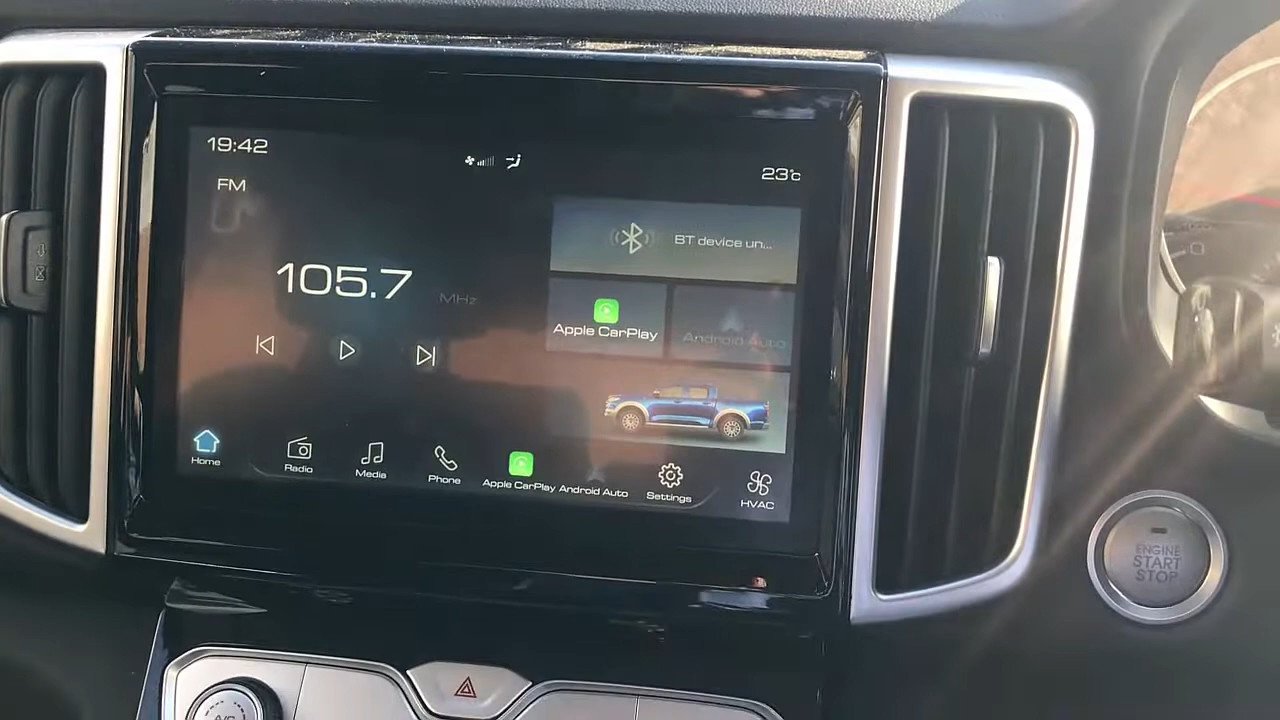 19:42
23°c
FM
BT device un...
105.7
MHz
Apple CarPlay
Android Auto
Home
Radio
Media
Phone
Apple CarPlay
Android Auto
Settings
HVAC
ENGINE
START
STOP
A/C